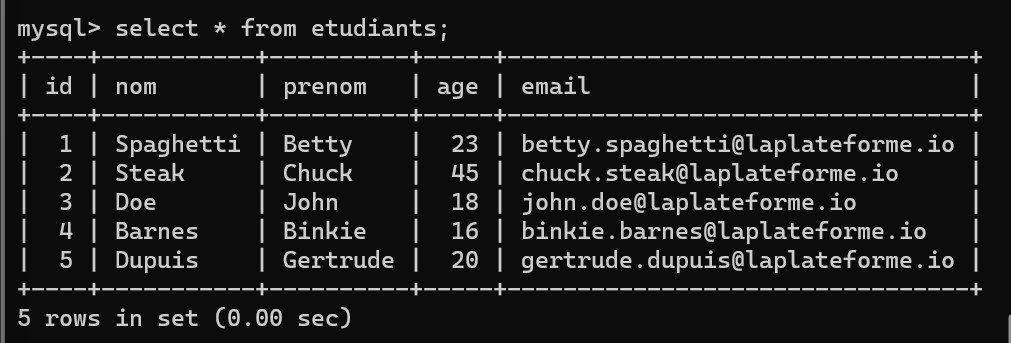 mysql> select * from etudiants;
+----+-----------+----------+-----+---------------------------------+
| id | nom       | prenom   | age | email                           |
+----+-----------+----------+-----+---------------------------------+
|  1 | Spaghetti | Betty    |  23 | betty.spaghetti@laplateforme.io |
|  2 | Steak     | Chuck    |  45 | chuck.steak@laplateforme.io     |
|  3 | Doe       | John     |  18 | john.doe@laplateforme.io        |
|  4 | Barnes    | Binkie   |  16 | binkie.barnes@laplateforme.io   |
|  5 | Dupuis    | Gertrude |  20 | gertrude.dupuis@laplateforme.io |
+----+-----------+----------+-----+---------------------------------+
5 rows in set (0.00 sec)